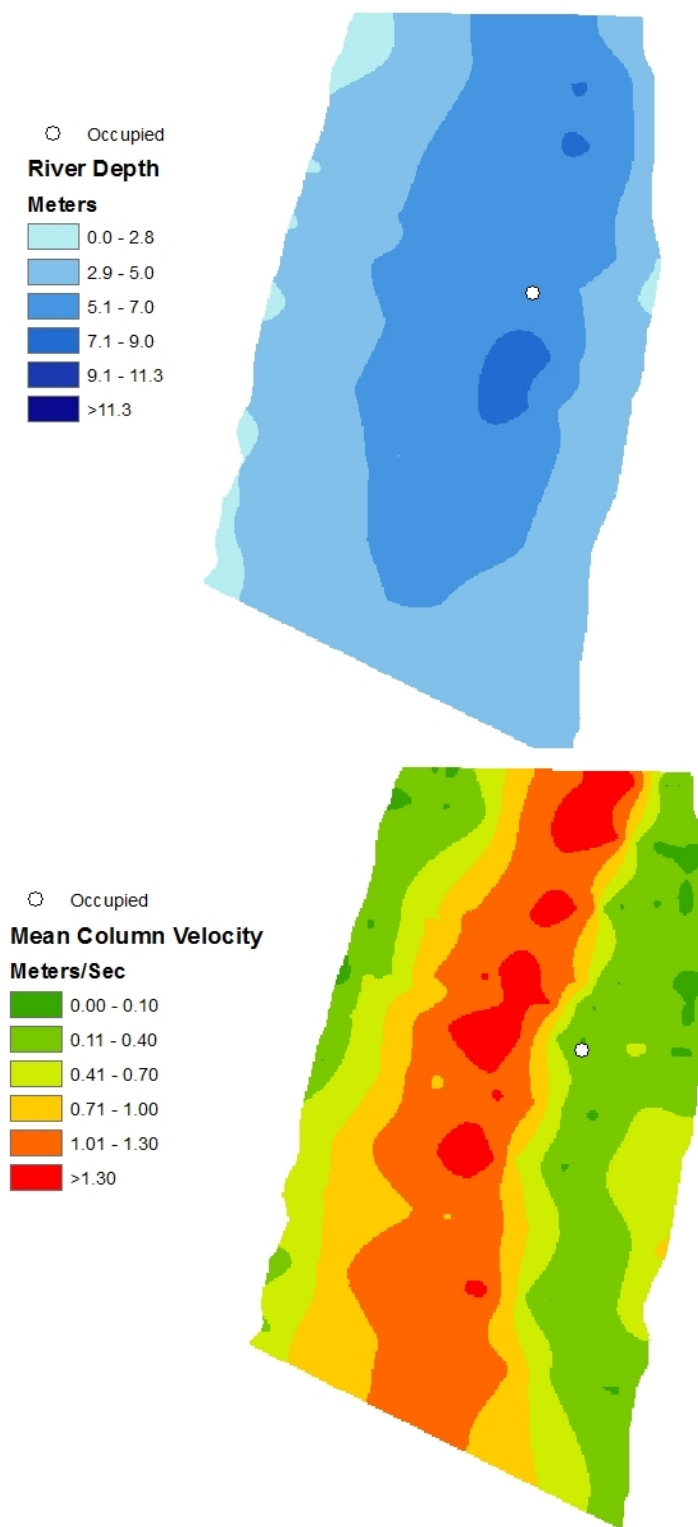 Occupied
River Depth
Meters
0.0 - 2.8
2.9 - 5.0
5.1 - 7.0
7.1 - 9.0
9.1 - 11.3
>11.3
Occupied
Mean Column Velocity
Meters/Sec
0.00 - 0.10
0.11 - 0.40
0.41 - 0.70
0.71 - 1.00
1.01 - 1.30
>1.30